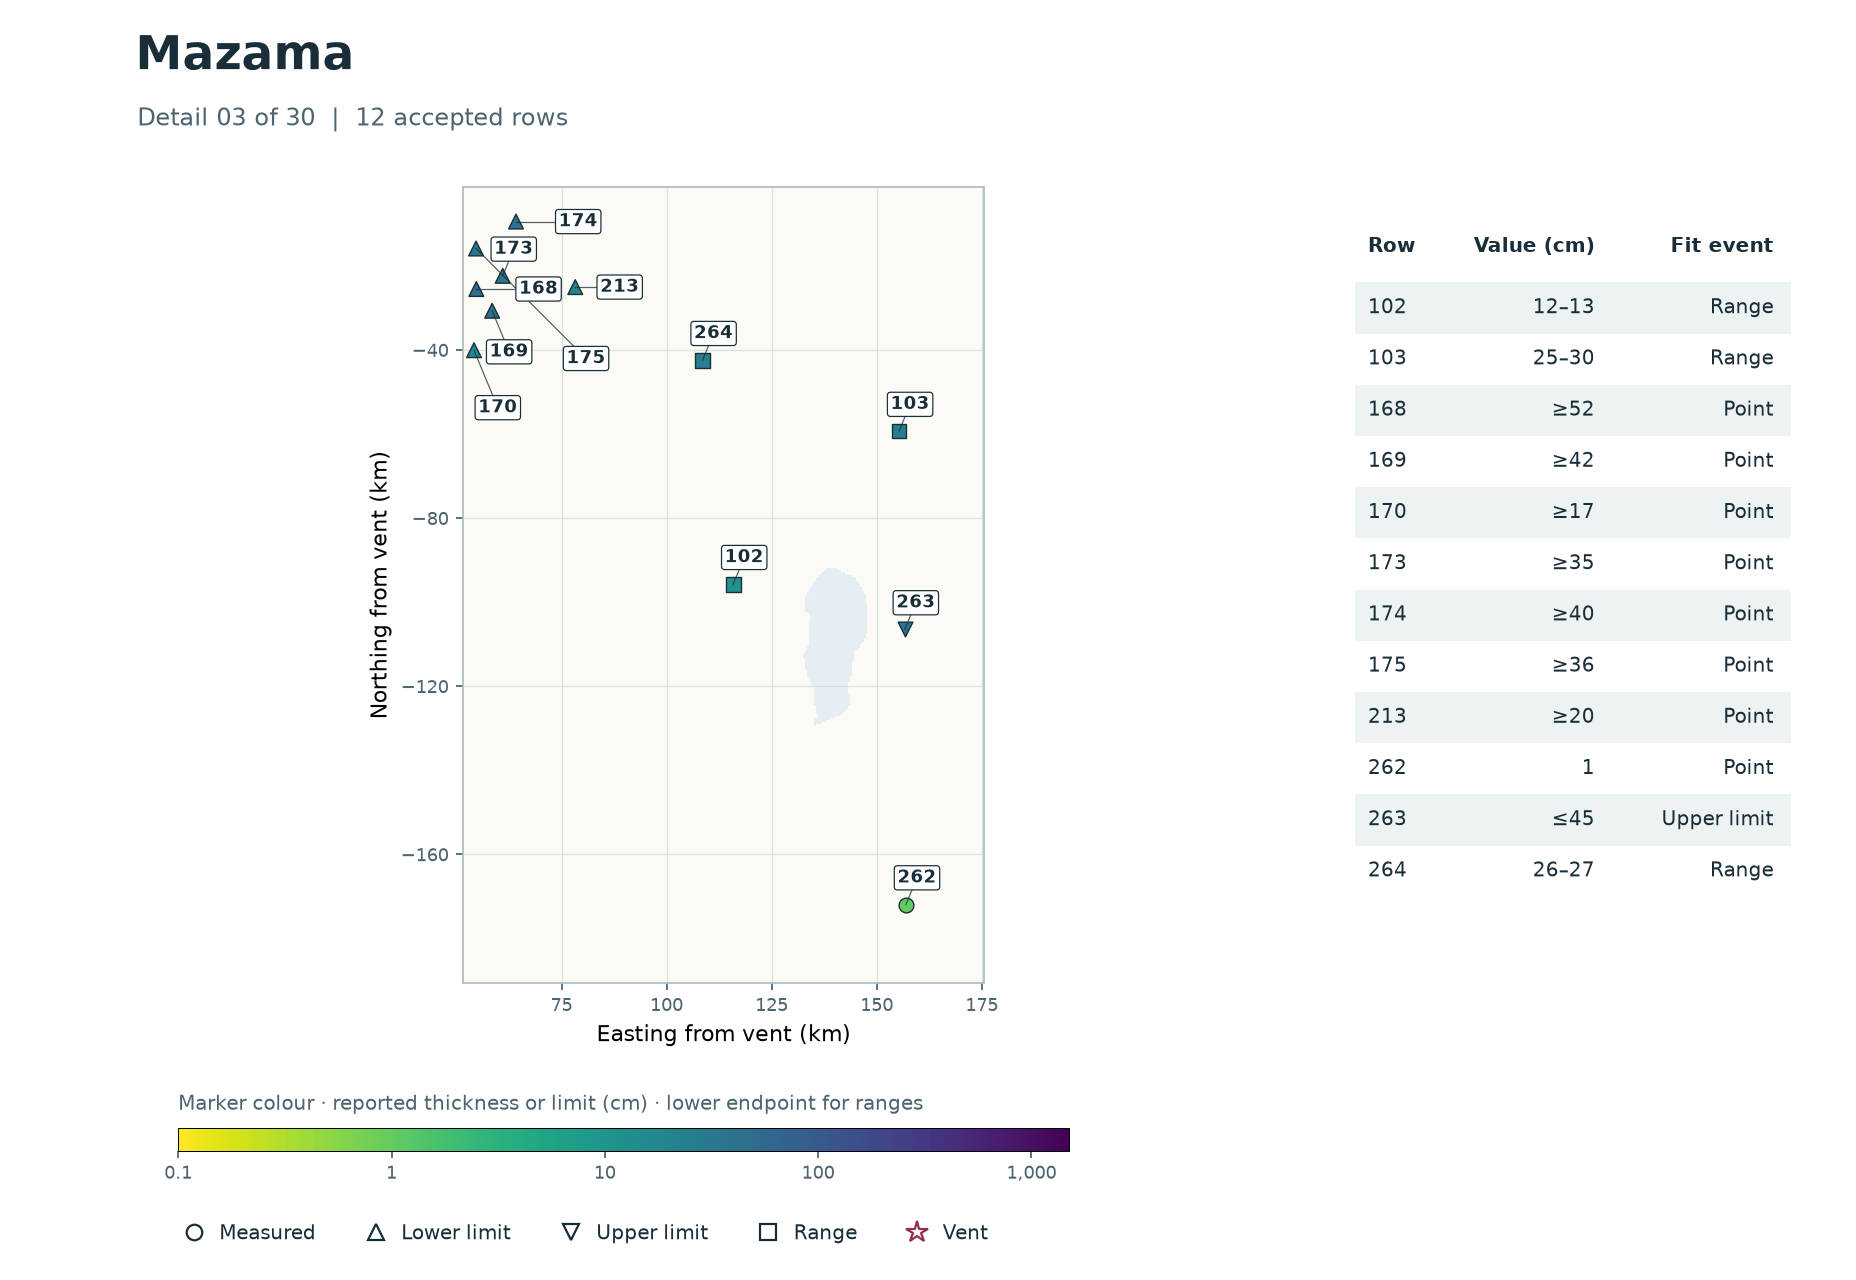 Mazama
Detail 03 of 30 | 12 accepted rows
174
173
168
213
264
169
175
170
103
102
263
262
−40
−80
−120
−160
Northing from vent (km)
75 100 125 150 175
Easting from vent (km)
Row Value (cm) Fit event
102 12–13 Range
103 25–30 Range
168 ≥52 Point
169 ≥42 Point
170 ≥17 Point
173 ≥35 Point
174 ≥40 Point
175 ≥36 Point
213 ≥20 Point
262 1 Point
263 ≤45 Upper limit
264 26–27 Range
Marker colour · reported thickness or limit (cm) · lower endpoint for ranges
0.1 1 10 100 1,000
Measured Lower limit Upper limit Range Vent